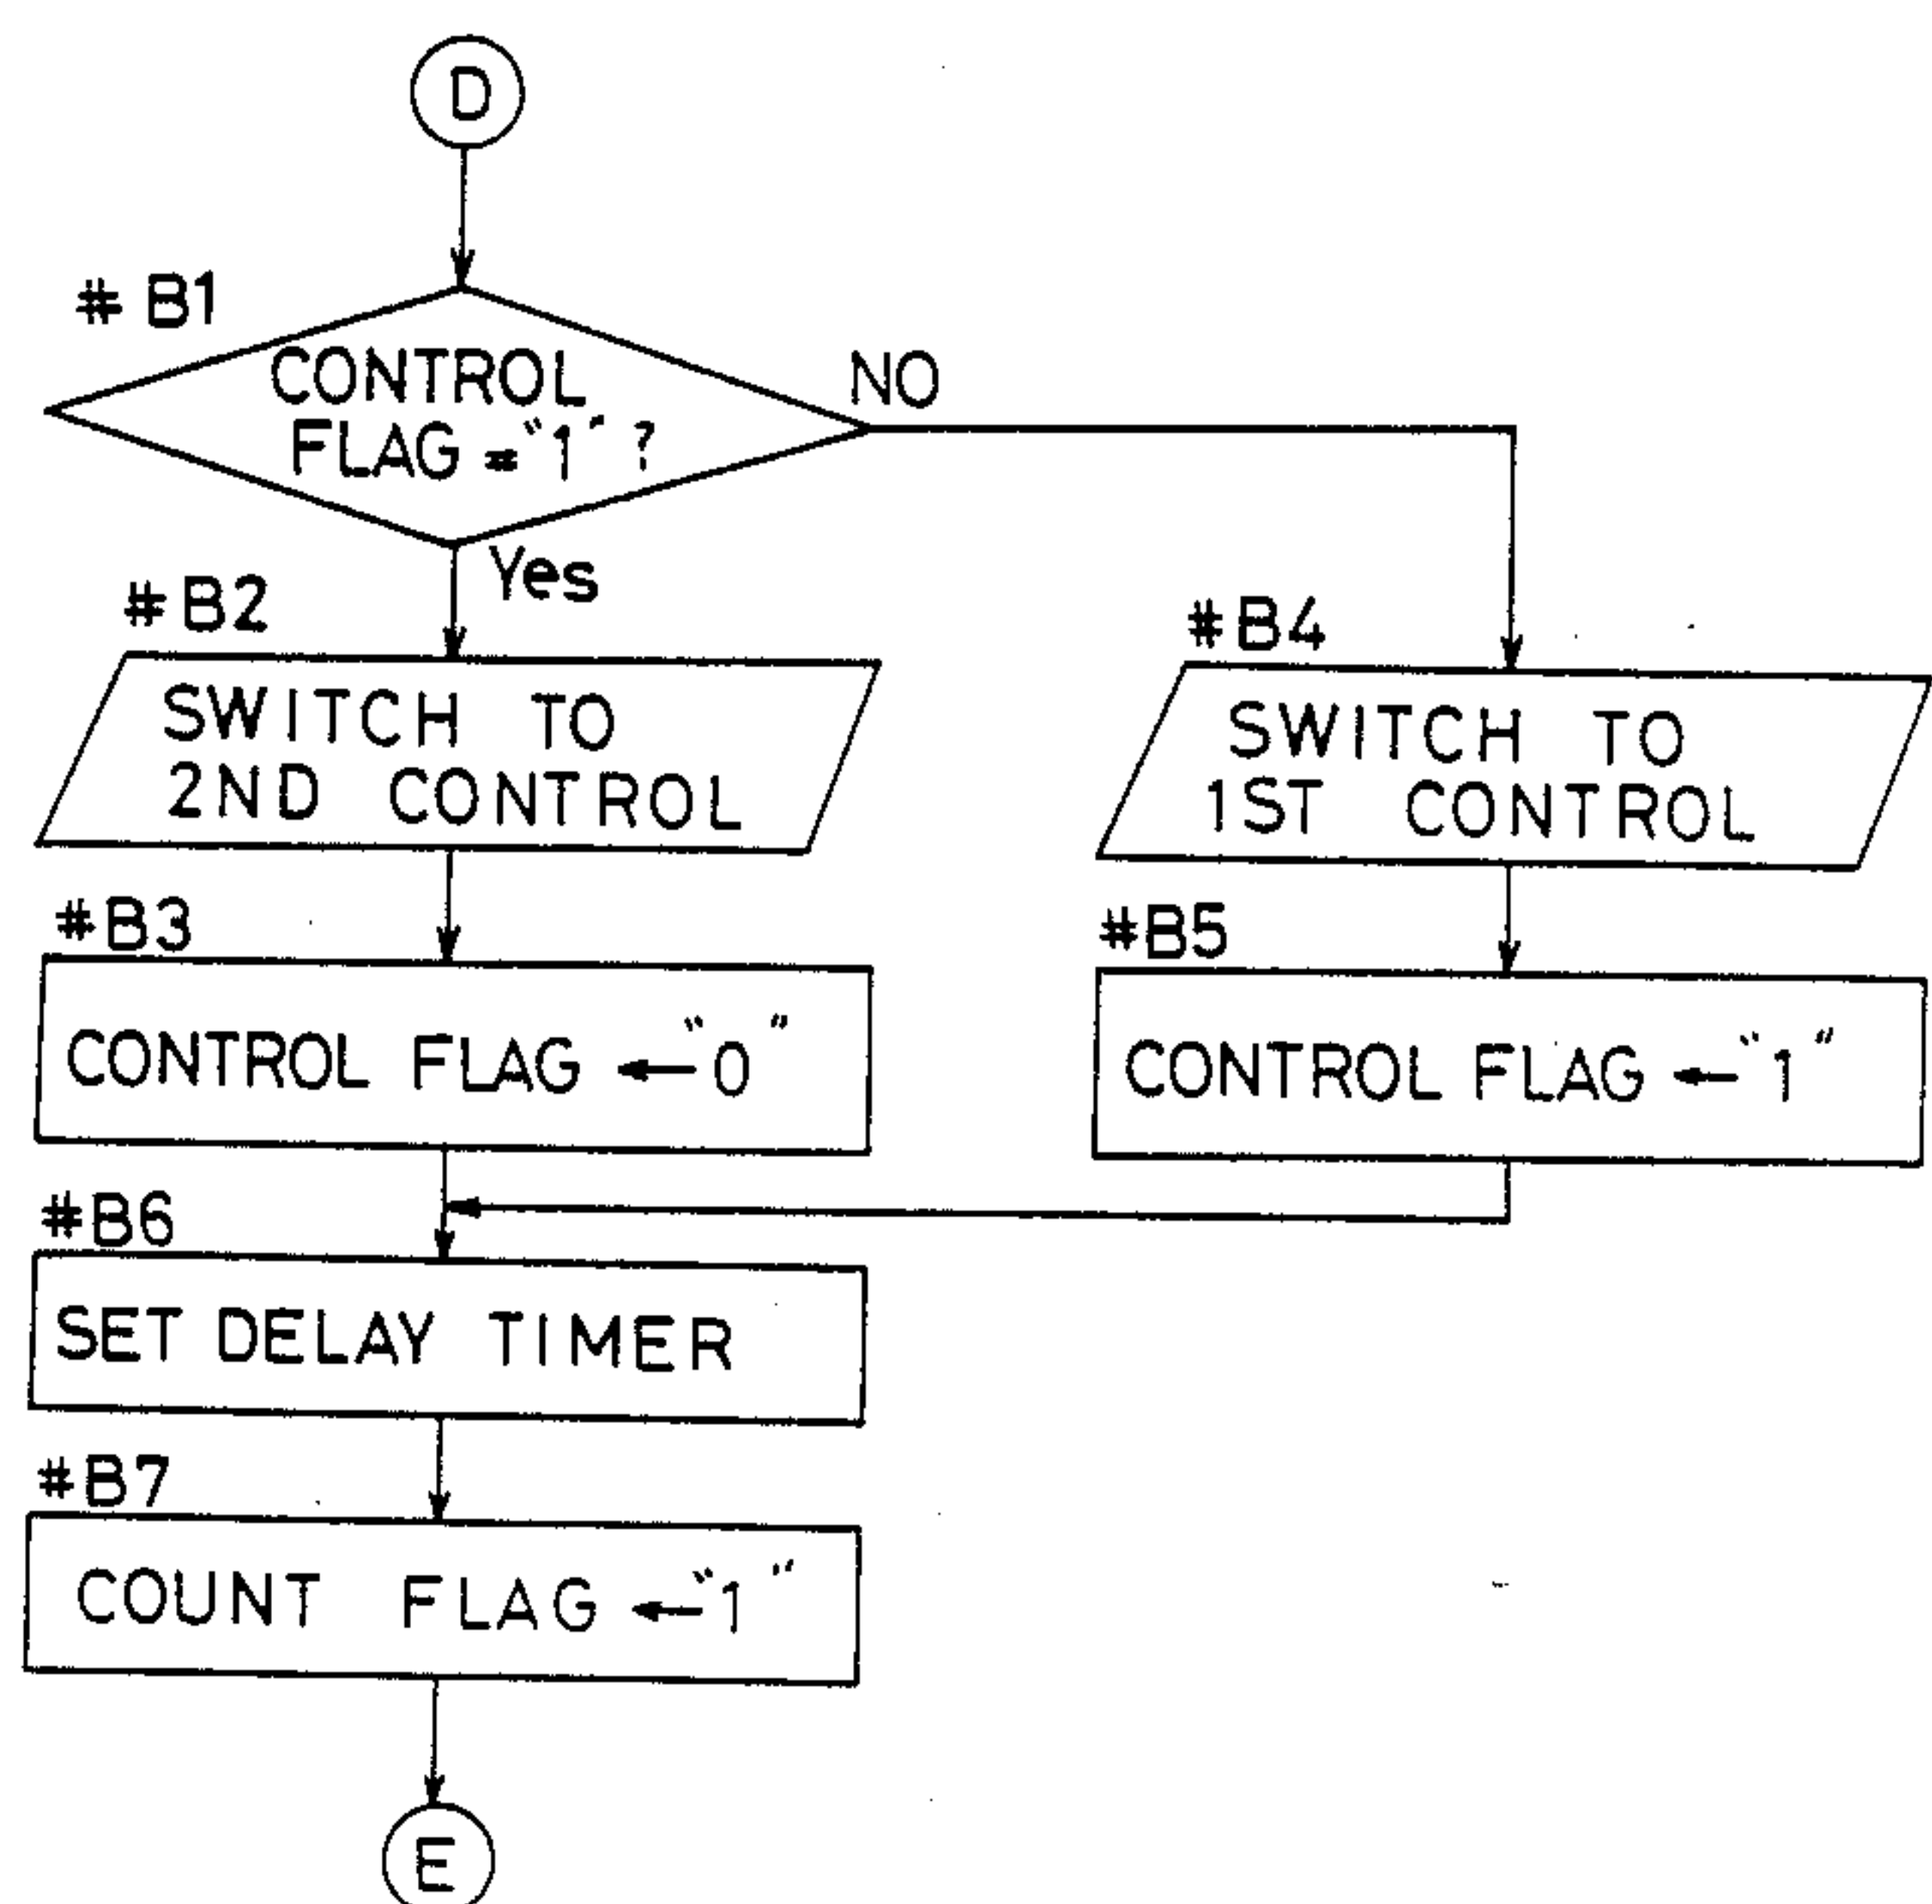 D
# B1
CONTROL
FLAG = "1" ?
NO
Yes
#B2
SWITCH TO
2ND CONTROL
#B4
SWITCH TO
1ST CONTROL
#B3
CONTROL FLAG ← "0"
#B5
CONTROL FLAG ← "1"
#B6
SET DELAY TIMER
#B7
COUNT FLAG ← "1"
E